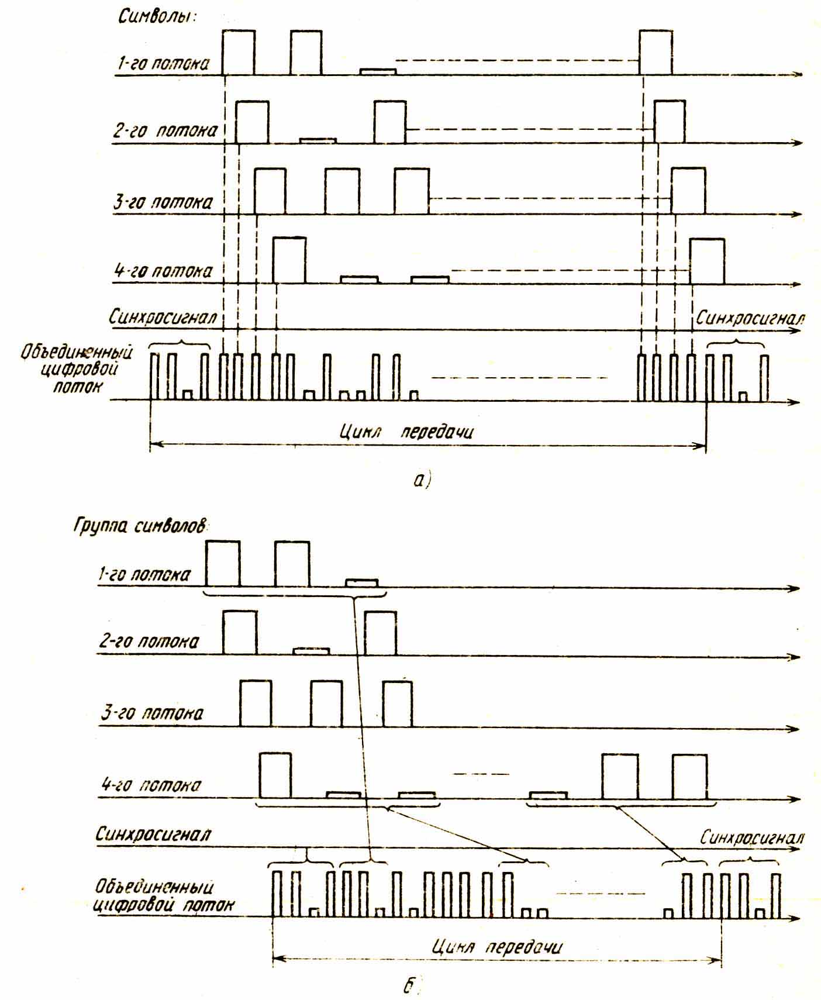 Символы:
1-го потока
2-го потока
3-го потока
4-го потока
Синхросигнал
Синхросигнал
Объединенный
цифровой
поток
Цикл передачи
а)
Группа символов:
1-го потока
2-го потока
3-го потока
4-го потока
Синхросигнал
Синхросигнал
Объединенный
цифровой поток
Цикл передачи
б)